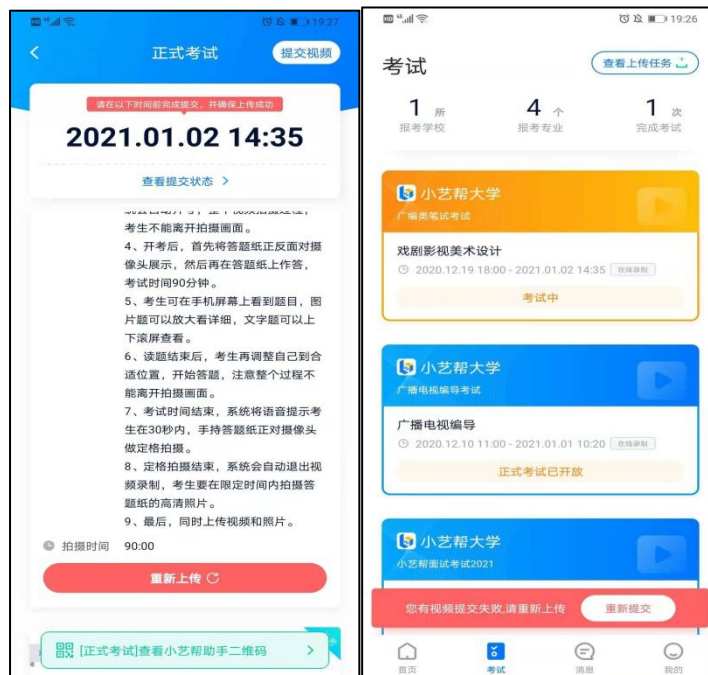 19:27
正式考试
提交视频
请在以下时间前完成提交，并确保上传成功
2021.01.02 14:35
查看提交状态 >
考生不能离开拍摄画面。
4、开考后，首先将答题纸正反面对摄
像头展示，然后再在答题纸上作答，
考试时间90分钟。
5、考生可在手机屏幕上看到题目，图
片题可以放大看详细，文字题可以上
下滚屏查看。
6、读题结束后，考生再调整自己到合
适位置，开始答题，注意整个过程不
能离开拍摄画面。
7、考试时间结束，系统将语音提示考
生在30秒内，手持答题纸正对摄像头
做定格拍摄。
8、定格拍摄结束，系统会自动退出视
频录制，考生要在限定时间内拍摄答
题纸的高清照片。
9、最后，同时上传视频和照片。
拍摄时间 90:00
重新上传
[正式考试]查看小艺帮助手二维码 >
19:26
考试
查看上传任务
1 所 4 个 1 次
报考学校 报考专业 完成考试
小艺帮大学
广编类笔试考试
戏剧影视美术设计
2020.12.19 18:00 - 2021.01.02 14:35 在线录制
考试中
小艺帮大学
广播电视编导考试
广播电视编导
2020.12.10 11:00 - 2021.01.01 10:20 在线录制
正式考试已开放
小艺帮大学
小艺帮面试考试2021
您有视频提交失败,请重新上传 重新提交
首页 考试 消息 我的